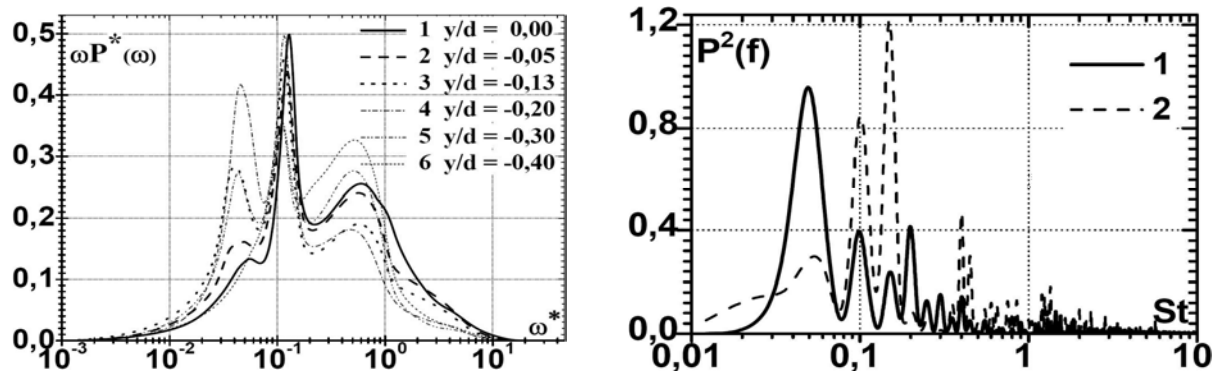 0,5
0,4
0,3
0,2
0,1
0,0
ωP*(ω)
1 y/d = 0,00
2 y/d = -0,05
3 y/d = -0,13
4 y/d = -0,20
5 y/d = -0,30
6 y/d = -0,40
ω*
10⁻³ 10⁻² 10⁻¹ 10⁰ 10¹
1,2
0,8
0,4
0,0
P²(f)
1
2
St
0,01 0,1 1 10